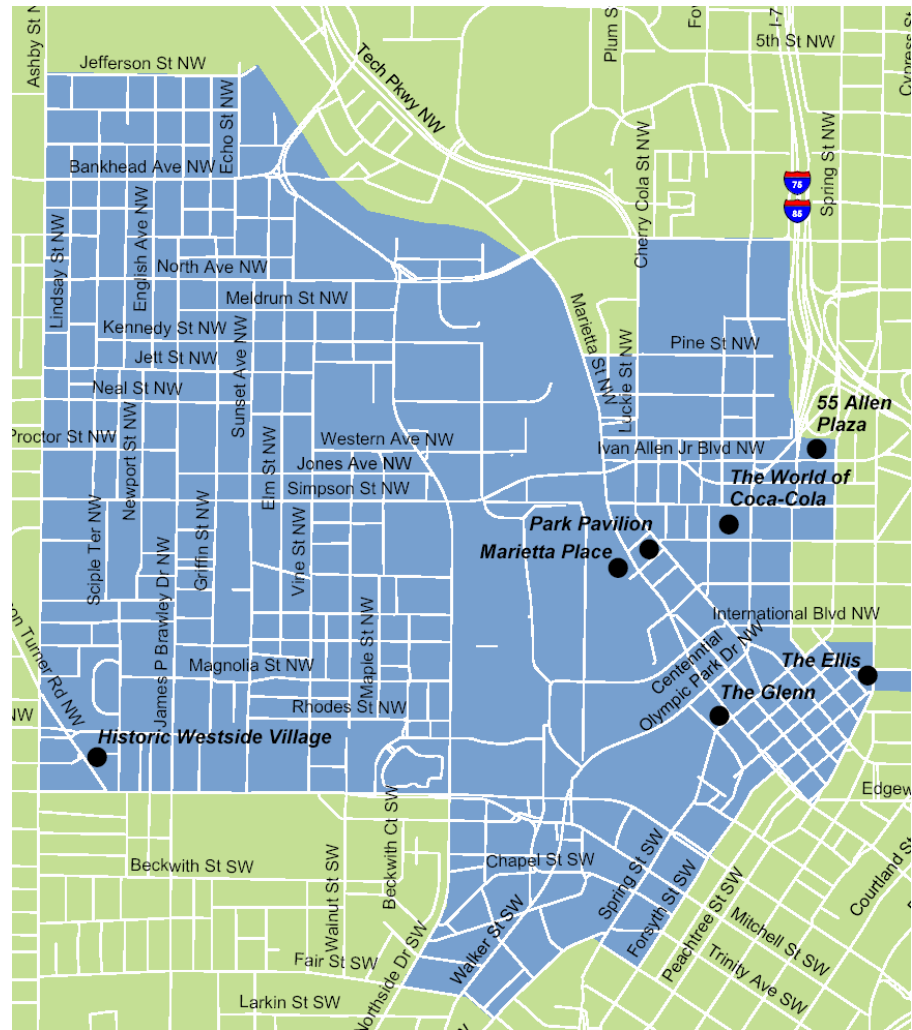 Ashby St NW
Jefferson St NW
Echo St NW
Tech Pkwy NW
Plum S
Fo
I-7
5th St NW
Cypress St
Bankhead Ave NW
Cherry Cola St NW
75
85
Spring St NW
Lindsay St NW
English Ave NW
North Ave NW
Meldrum St NW
Kennedy St NW
Jett St NW
Neal St NW
Sunset Ave NW
Marietta St NW
Luckie St NW
Pine St NW
55 Allen
Plaza
Proctor St NW
Newport St NW
Western Ave NW
Jones Ave NW
Simpson St NW
Elm St NW
Ivan Allen Jr Blvd NW
The World of
Coca-Cola
Park Pavilion
Marietta Place
Sciple Ter NW
James P Brawley Dr NW
Griffin St NW
Vine St NW
Maple St NW
International Blvd NW
Centennitial
Olympic Park Dr NW
The Ellis
The Glenn
on Turner Rd NW
Magnolia St NW
Rhodes St NW
NW
Historic Westside Village
Edgew
Beckwith St SW
Walnut St SW
Beckwith Ct SW
Chapel St SW
Spring St SW
Forsyth St SW
Peachtree St SW
Mitchell St SW
Trinity Ave SW
Courtland St
Fair St SW
Larkin St SW
Northside Dr SW
Walker St SW